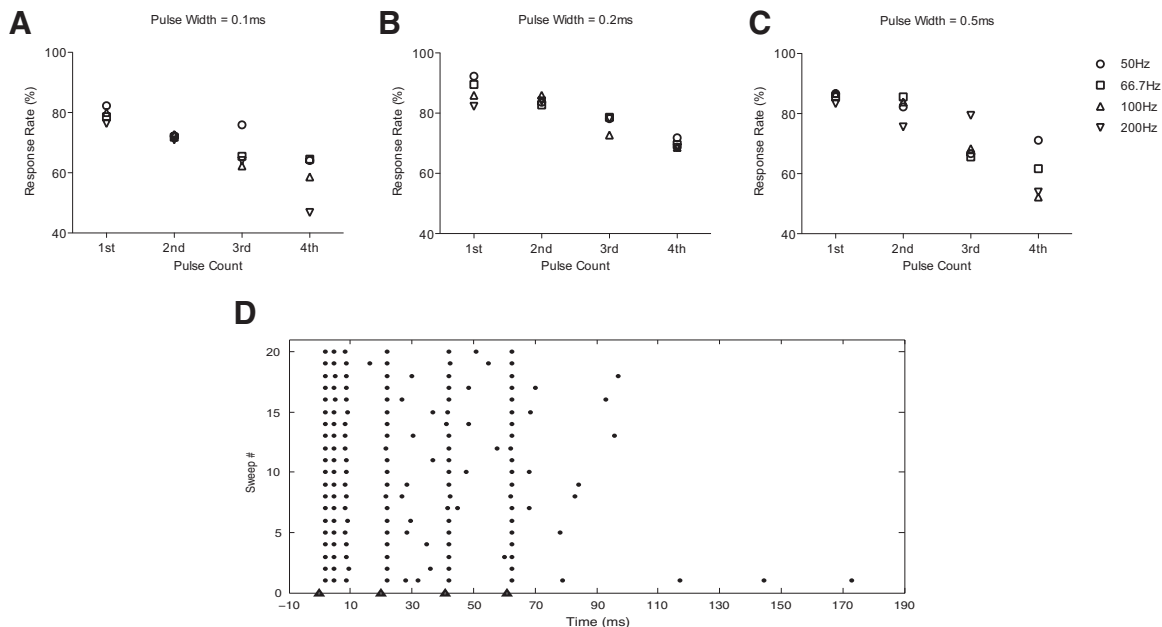 A
Pulse Width = 0.1ms
100
80
60
40
Response Rate (%)
1st 2nd 3rd 4th
Pulse Count
B
Pulse Width = 0.2ms
100
80
60
40
Response Rate (%)
1st 2nd 3rd 4th
Pulse Count
C
Pulse Width = 0.5ms
100
80
60
40
Response Rate (%)
1st 2nd 3rd 4th
Pulse Count
50Hz
66.7Hz
100Hz
200Hz
D
20
15
10
5
0
Sweep #
−10 10 30 50 70 90 110 130 150 170 190
Time (ms)